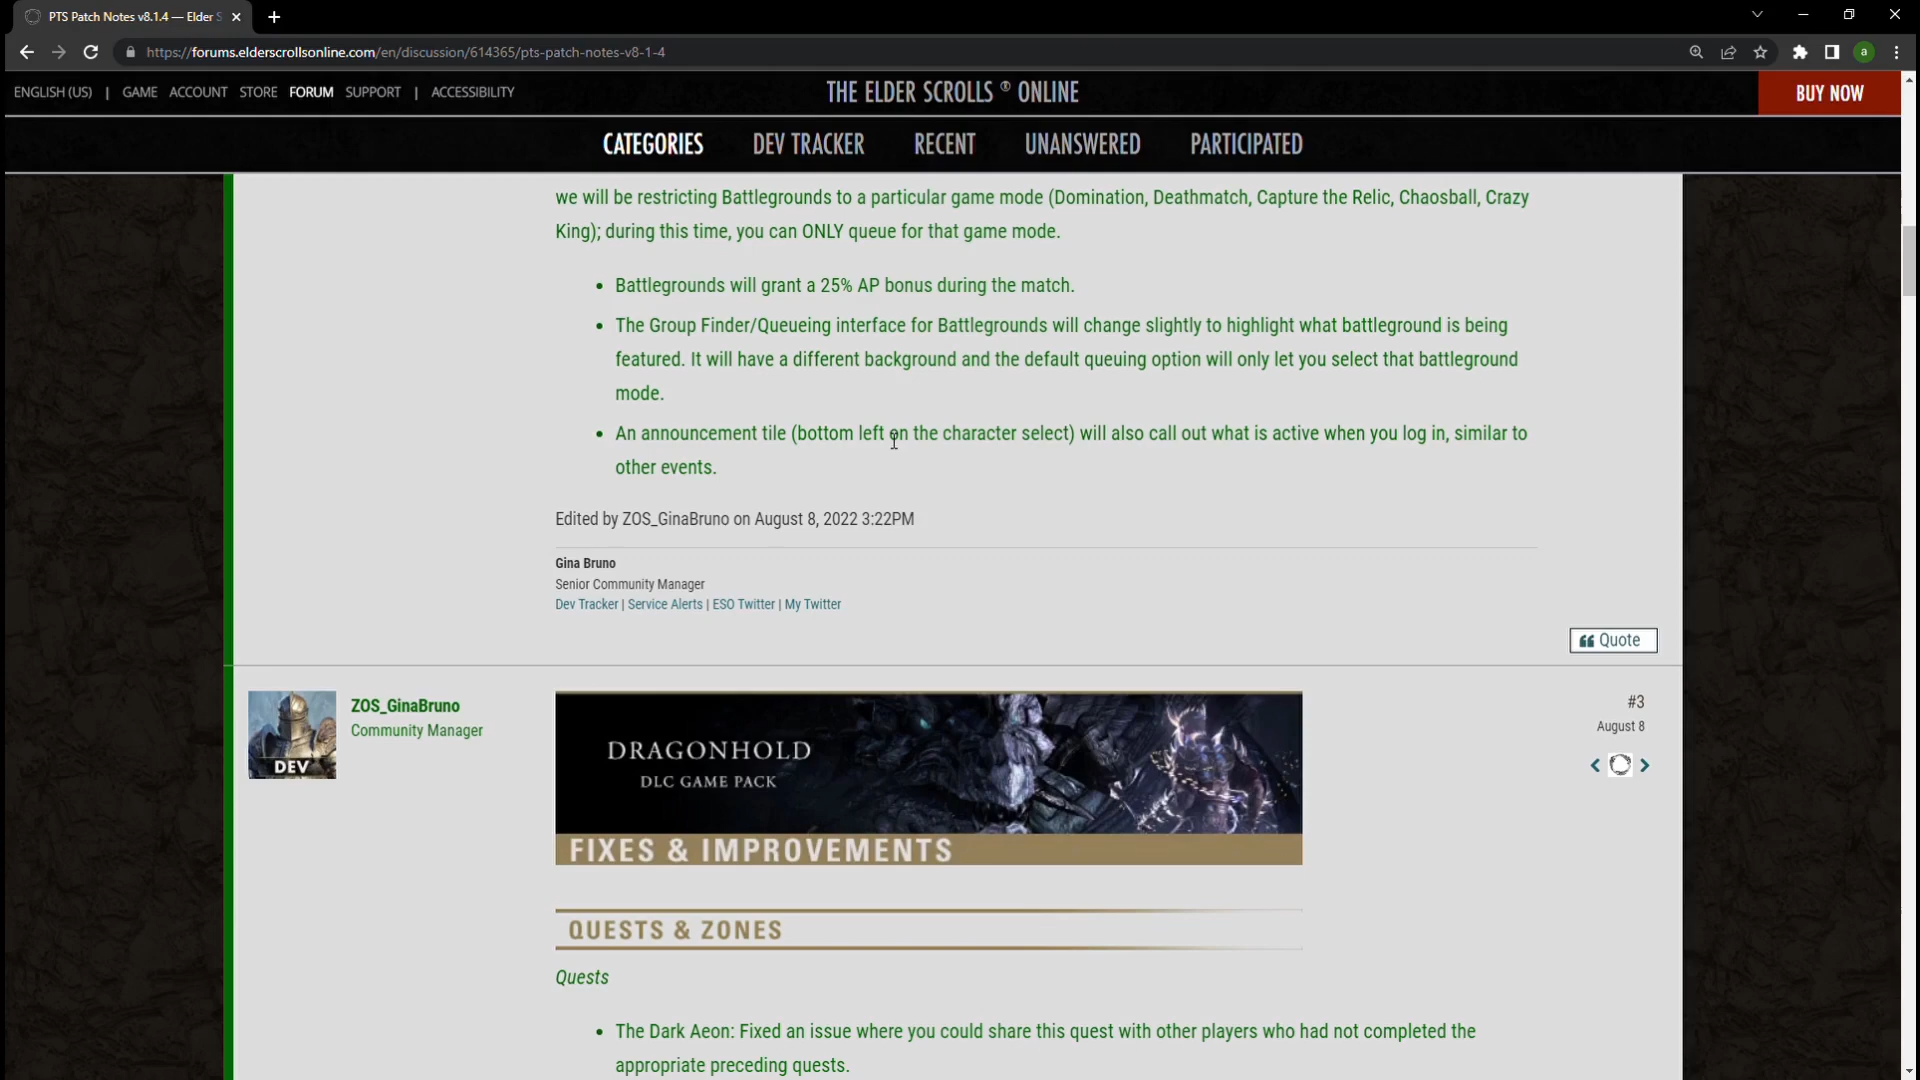 PTS Patch Notes v8.1.4 — Elder S
https://forums.elderscrollsonline.com/en/discussion/614365/pts-patch-notes-v8-1-4
a
ENGLISH (US) | GAME ACCOUNT STORE FORUM SUPPORT | ACCESSIBILITY
THE ELDER SCROLLS ® ONLINE
BUY NOW
CATEGORIES DEV TRACKER RECENT UNANSWERED PARTICIPATED
we will be restricting Battlegrounds to a particular game mode (Domination, Deathmatch, Capture the Relic, Chaosball, Crazy
King); during this time, you can ONLY queue for that game mode.
• Battlegrounds will grant a 25% AP bonus during the match.
• The Group Finder/Queueing interface for Battlegrounds will change slightly to highlight what battleground is being
featured. It will have a different background and the default queuing option will only let you select that battleground
mode.
• An announcement tile (bottom left on the character select) will also call out what is active when you log in, similar to
other events.
Edited by ZOS_GinaBruno on August 8, 2022 3:22PM
Gina Bruno
Senior Community Manager
Dev Tracker | Service Alerts | ESO Twitter | My Twitter
Quote
ZOS_GinaBruno
Community Manager
DEV
#3
August 8
DRAGONHOLD
DLC GAME PACK
FIXES & IMPROVEMENTS
QUESTS & ZONES
Quests
• The Dark Aeon: Fixed an issue where you could share this quest with other players who had not completed the
appropriate preceding quests.